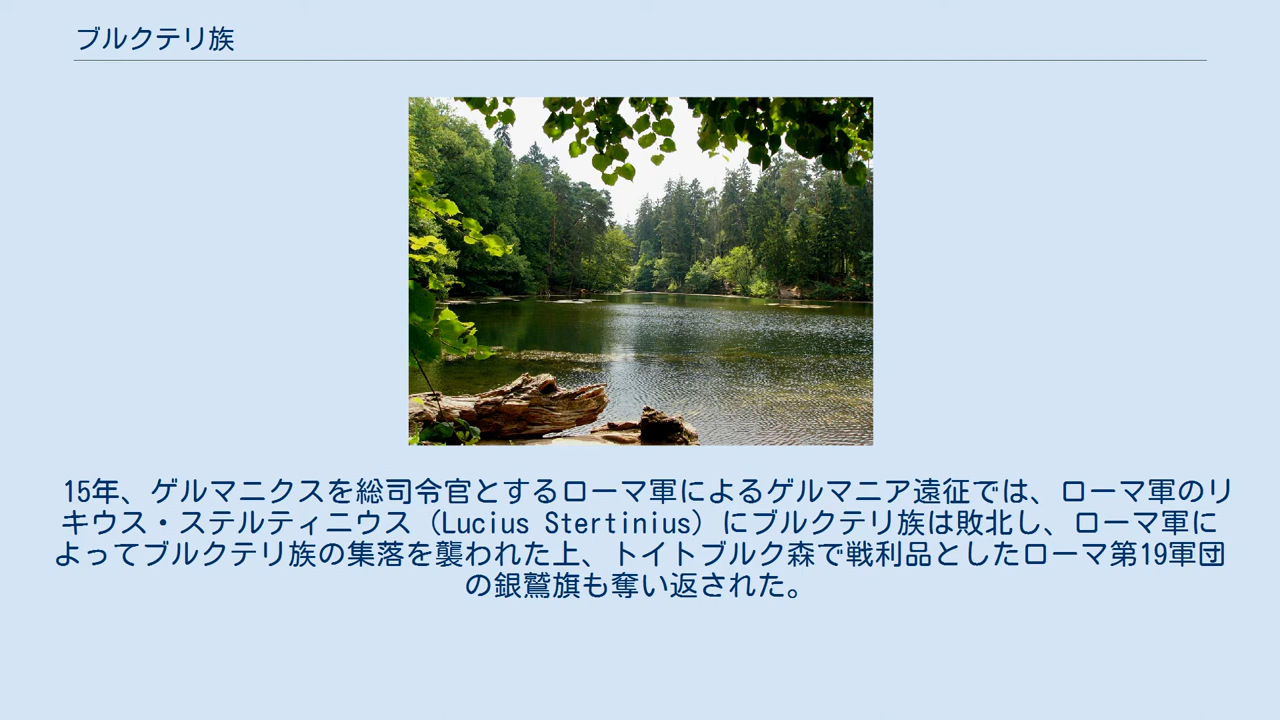 ブルクテリ族
15年、ゲルマニクスを総司令官とするローマ軍によるゲルマニア遠征では、ローマ軍のリ
キウス・ステルティニウス（Lucius Stertinius）にブルクテリ族は敗北し、ローマ軍に
よってブルクテリ族の集落を襲われた上、トイトブルク森で戦利品としたローマ第19軍団
の銀鷲旗も奪い返された。